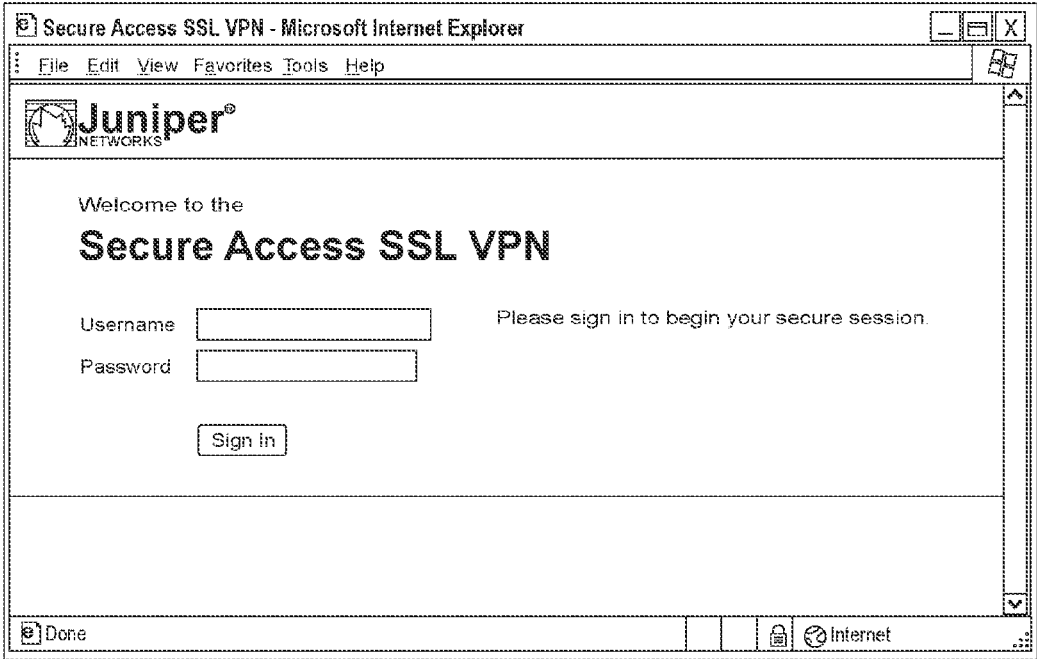 Secure Access SSL VPN - Microsoft Internet Explorer
File Edit View Favorites Tools Help
Juniper®
NETWORKS
Welcome to the
Secure Access SSL VPN
Username
Please sign in to begin your secure session.
Password
Sign In
Done
Internet